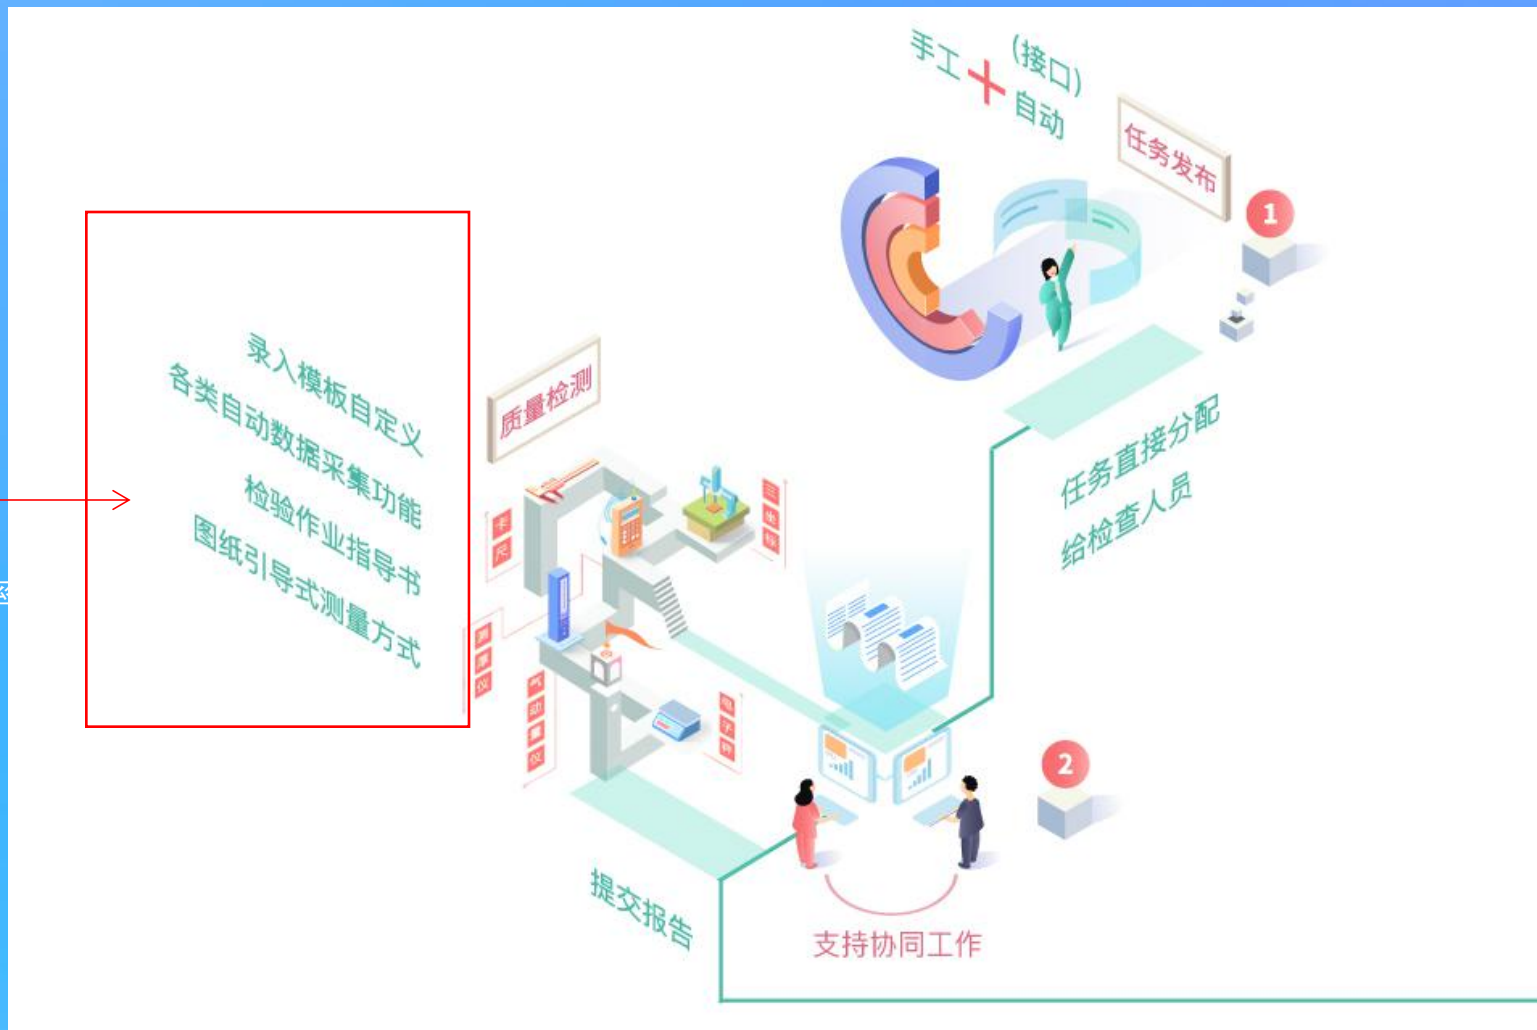 手工
(接口)
自动
任务发布
1
录入模板自定义
各类自动数据采集功能
检验作业指导书
图纸引导式测量方式
质量检测
卡尺
三坐标
任务直接分配
给检查人员
测厚仪
气动量仪
电子秤
2
提交报告
支持协同工作